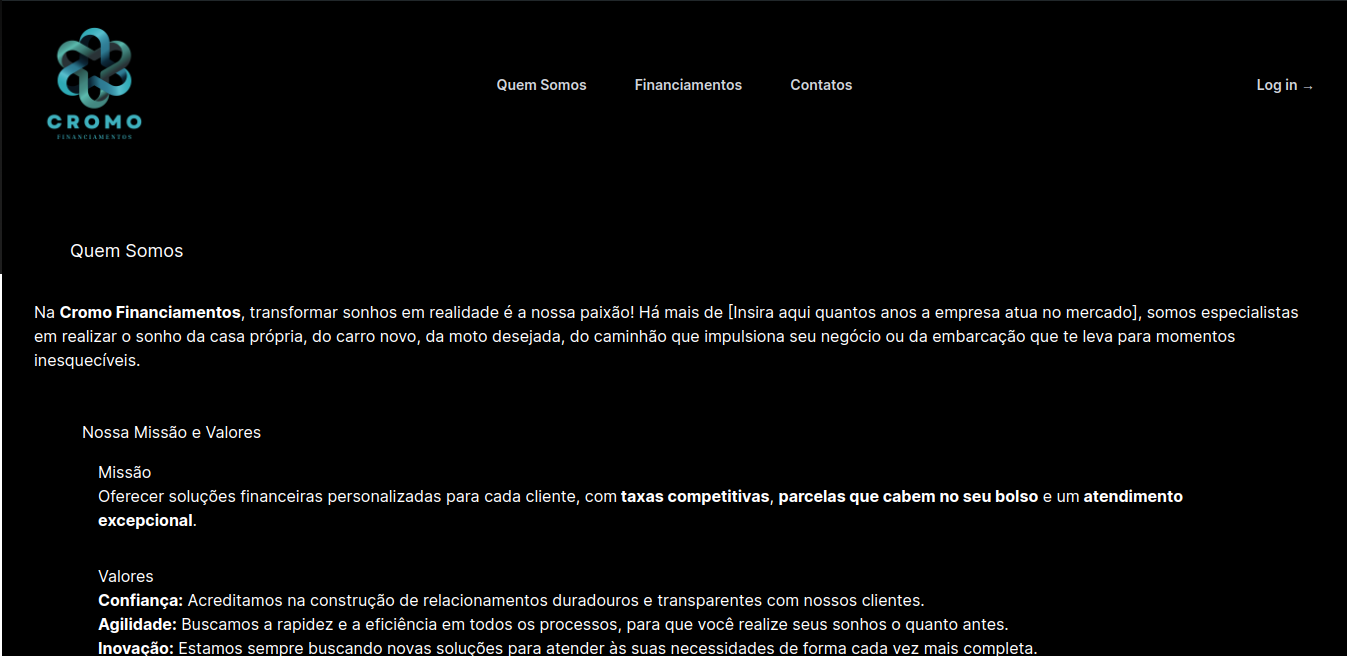 CROMO
FINANCIAMENTOS
Quem Somos
Financiamentos
Contatos
Log in →
Quem Somos
Na Cromo Financiamentos, transformar sonhos em realidade é a nossa paixão! Há mais de [Insira aqui quantos anos a empresa atua no mercado], somos especialistas
em realizar o sonho da casa própria, do carro novo, da moto desejada, do caminhão que impulsiona seu negócio ou da embarcação que te leva para momentos
inesquecíveis.
Nossa Missão e Valores
Missão
Oferecer soluções financeiras personalizadas para cada cliente, com taxas competitivas, parcelas que cabem no seu bolso e um atendimento
excepcional.
Valores
Confiança: Acreditamos na construção de relacionamentos duradouros e transparentes com nossos clientes.
Agilidade: Buscamos a rapidez e a eficiência em todos os processos, para que você realize seus sonhos o quanto antes.
Inovação: Estamos sempre buscando novas soluções para atender às suas necessidades de forma cada vez mais completa.